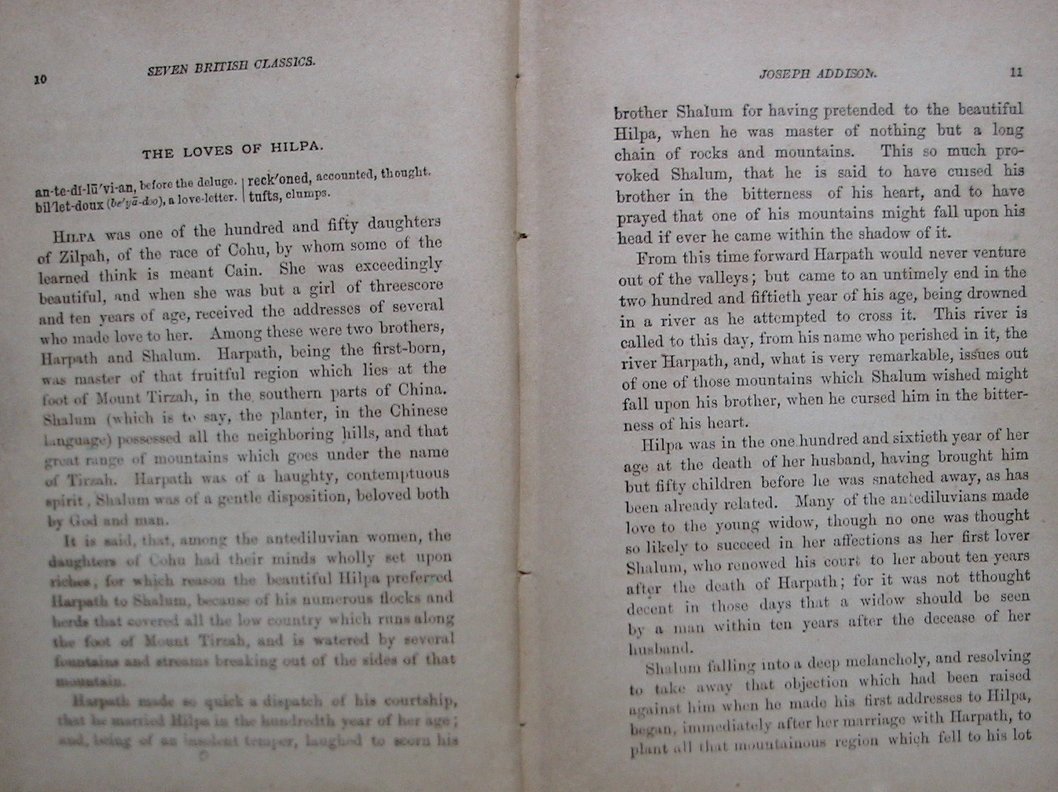 10
SEVEN BRITISH CLASSICS.
THE LOVES OF HILPA.
an-te-dĭ-lū'vi-an, before the deluge.
bil'let-doux (be'yā-doo), a love-letter.
reck'oned, accounted, thought.
tufts, clumps.
HILPA was one of the hundred and fifty daughters
of Zilpah, of the race of Cohu, by whom some of the
learned think is meant Cain. She was exceedingly
beautiful, and when she was but a girl of threescore
and ten years of age, received the addresses of several
who made love to her. Among these were two brothers,
Harpath and Shalum. Harpath, being the first-born,
was master of that fruitful region which lies at the
foot of Mount Tirzah, in the southern parts of China.
Shalum (which is to say, the planter, in the Chinese
Language) possessed all the neighboring hills, and that
great range of mountains which goes under the name
of Tirzah. Harpath was of a haughty, contemptuous
spirit, Shalum was of a gentle disposition, beloved both
by God and man.
It is said, that, among the antediluvian women, the
daughters of Cohu had their minds wholly set upon
riches, for which reason the beautiful Hilpa preferred
Harpath to Shalum, because of his numerous flocks and
herds that covered all the low country which runs along
the foot of Mount Tirzah, and is watered by several
fountains and streams breaking out of the sides of that
mountain.
Harpath made so quick a dispatch of his courtship,
that he married Hilpa in the hundredth year of her age;
and, being of an insolent temper, laughed to scorn his
JOSEPH ADDISON.
11
brother Shalum for having pretended to the beautiful
Hilpa, when he was master of nothing but a long
chain of rocks and mountains. This so much pro-
voked Shalum, that he is said to have cursed his
brother in the bitterness of his heart, and to have
prayed that one of his mountains might fall upon his
head if ever he came within the shadow of it.
From this time forward Harpath would never venture
out of the valleys; but came to an untimely end in the
two hundred and fiftieth year of his age, being drowned
in a river as he attempted to cross it. This river is
called to this day, from his name who perished in it, the
river Harpath, and, what is very remarkable, issues out
of one of those mountains which Shalum wished might
fall upon his brother, when he cursed him in the bitter-
ness of his heart.
Hilpa was in the one hundred and sixtieth year of her
age at the death of her husband, having brought him
but fifty children before he was snatched away, as has
been already related. Many of the antediluvians made
love to the young widow, though no one was thought
so likely to succeed in her affections as her first lover
Shalum, who renowed his court to her about ten years
after the death of Harpath; for it was not tthought
decent in those days that a widow should be seen
by a man within ten years after the decease of her
husband.
Shalum falling into a deep melancholy, and resolving
to take away that objection which had been raised
against him when he made his first addresses to Hilpa,
began, immediately after her marriage with Harpath, to
plant all that mountainous region which fell to his lot